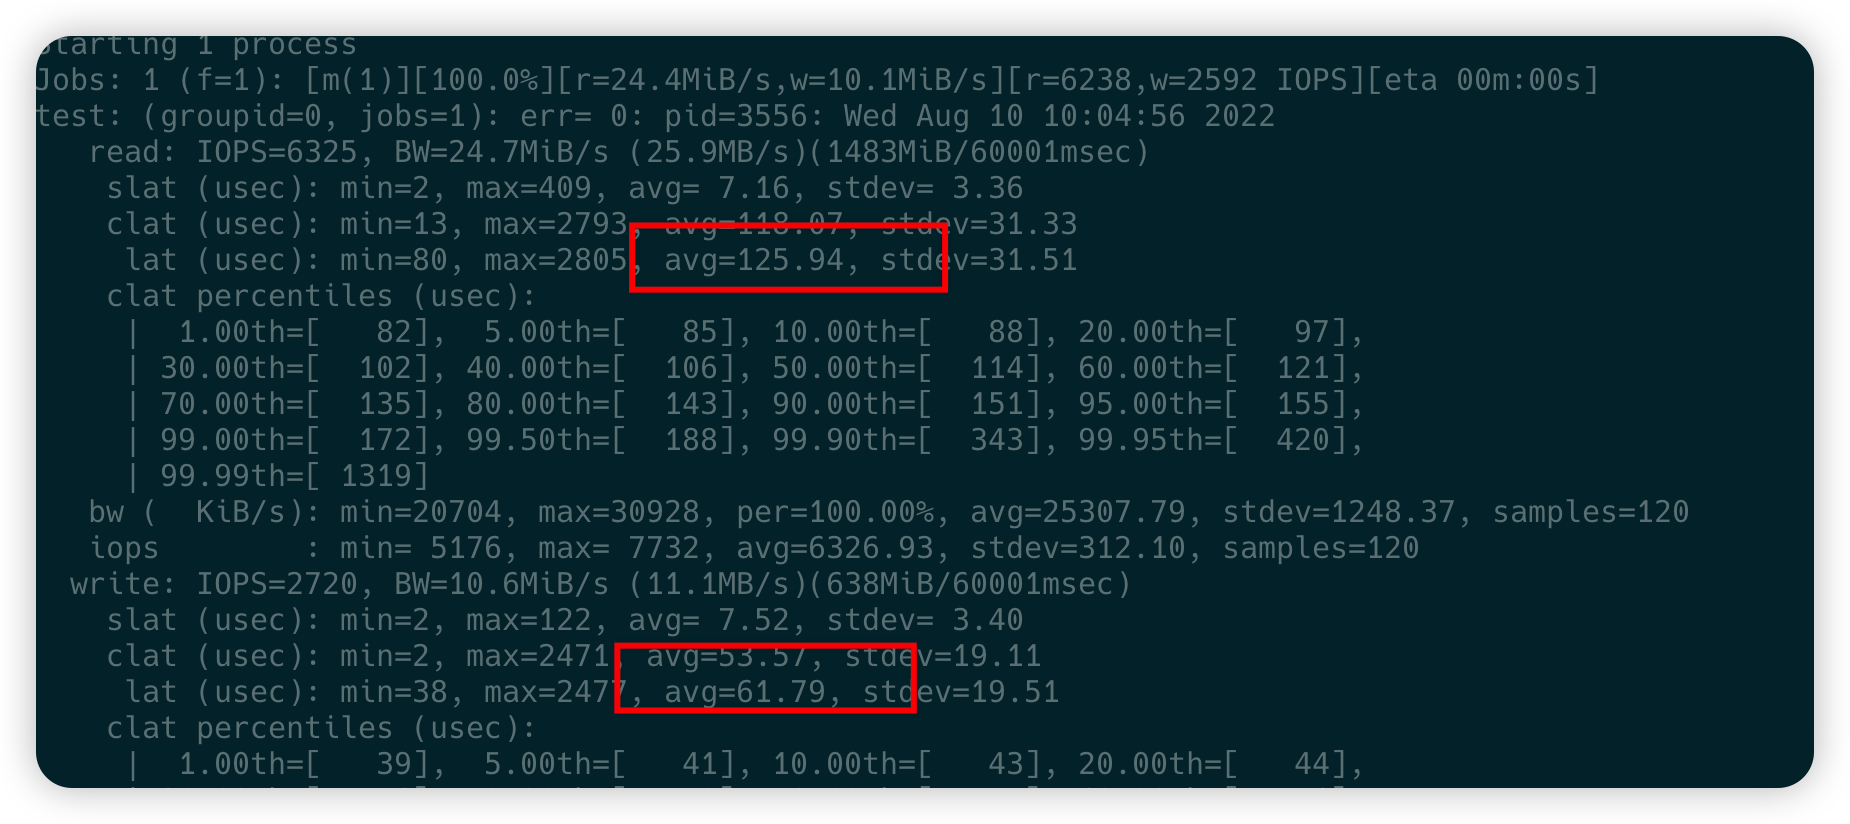 Starting 1 process
Jobs: 1 (f=1): [m(1)][100.0%][r=24.4MiB/s,w=10.1MiB/s][r=6238,w=2592 IOPS][eta 00m:00s]
test: (groupid=0, jobs=1): err= 0: pid=3556: Wed Aug 10 10:04:56 2022
read: IOPS=6325, BW=24.7MiB/s (25.9MB/s)(1483MiB/60001msec)
slat (usec): min=2, max=409, avg= 7.16, stdev= 3.36
clat (usec): min=13, max=2793, avg=118.07, stdev=31.33
lat (usec): min=80, max=2805, avg=125.94, stdev=31.51
clat percentiles (usec):
|  1.00th=[   82],  5.00th=[   85], 10.00th=[   88], 20.00th=[   97],
| 30.00th=[  102], 40.00th=[  106], 50.00th=[  114], 60.00th=[  121],
| 70.00th=[  135], 80.00th=[  143], 90.00th=[  151], 95.00th=[  155],
| 99.00th=[  172], 99.50th=[  188], 99.90th=[  343], 99.95th=[  420],
| 99.99th=[ 1319]
bw (  KiB/s): min=20704, max=30928, per=100.00%, avg=25307.79, stdev=1248.37, samples=120
iops        : min= 5176, max= 7732, avg=6326.93, stdev=312.10, samples=120
write: IOPS=2720, BW=10.6MiB/s (11.1MB/s)(638MiB/60001msec)
slat (usec): min=2, max=122, avg= 7.52, stdev= 3.40
clat (usec): min=2, max=2471, avg=53.57, stdev=19.11
lat (usec): min=38, max=2477, avg=61.79, stdev=19.51
clat percentiles (usec):
|  1.00th=[   39],  5.00th=[   41], 10.00th=[   43], 20.00th=[   44],